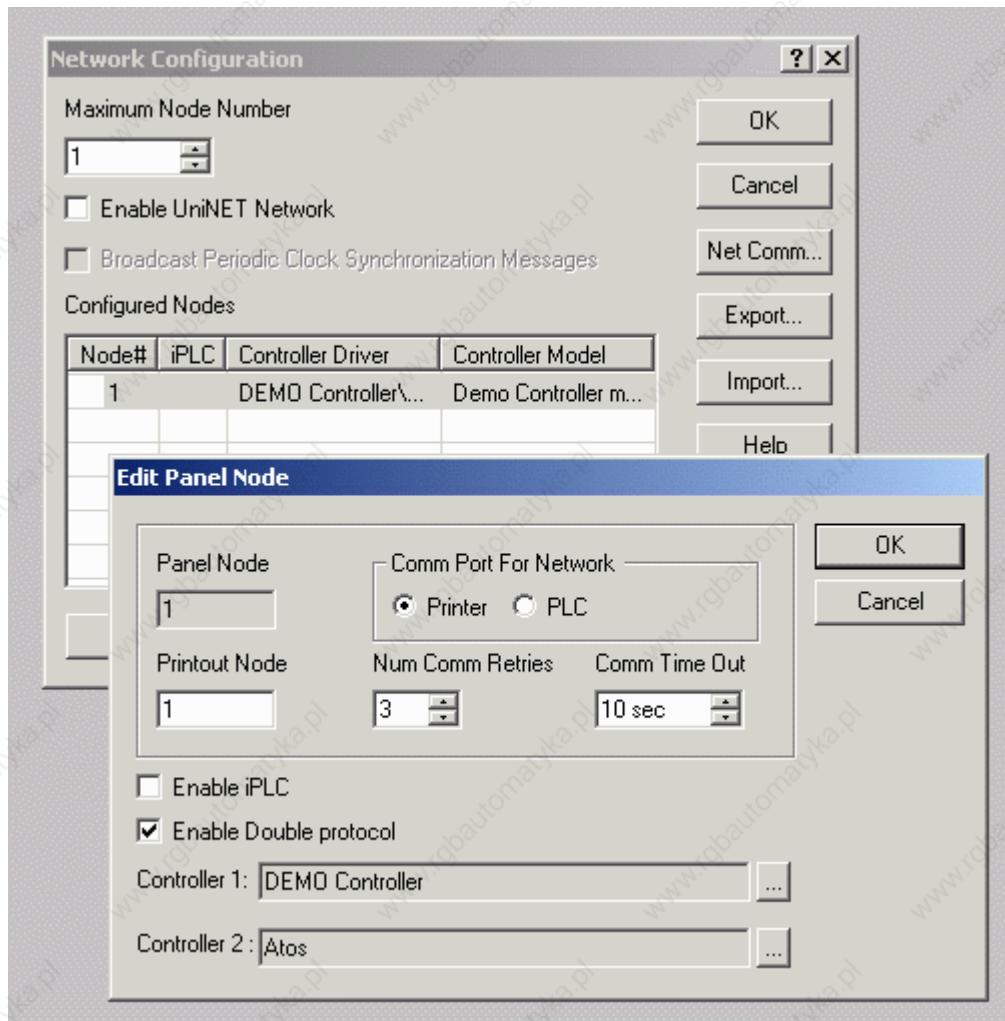 Network Configuration
Maximum Node Number
1
Enable UniNET Network
Broadcast Periodic Clock Synchronization Messages
Configured Nodes
Node# iPLC Controller Driver Controller Model
1 DEMO Controller\... Demo Controller m...
OK
Cancel
Net Comm...
Export...
Import...
Help
Edit Panel Node
Panel Node
1
Comm Port For Network
Printer PLC
Printout Node
1
Num Comm Retries
3
Comm Time Out
10 sec
Enable iPLC
Enable Double protocol
Controller 1: DEMO Controller ...
Controller 2 : Atos ...
OK
Cancel
www.rgbautomatyka.pl